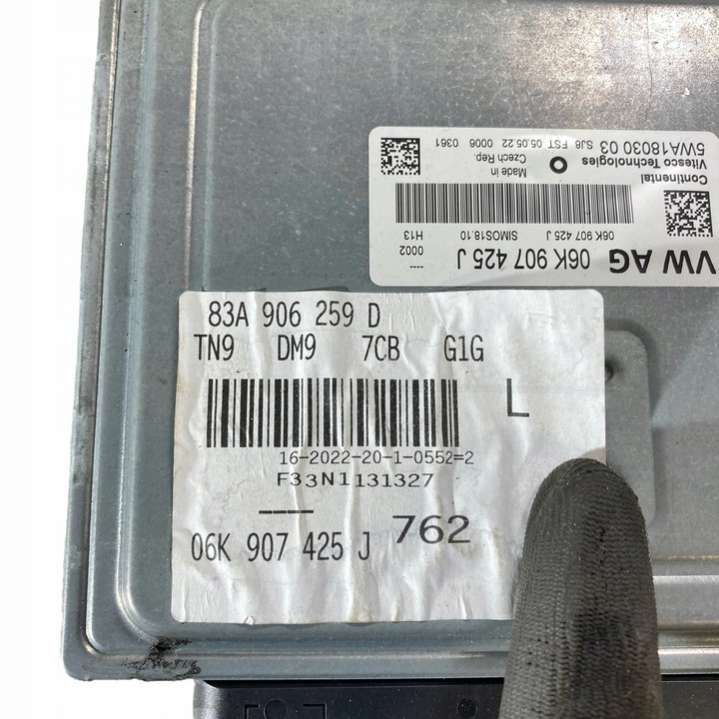 83A 906 259 D
TN9 DM9 7CB G1G
L
16-2022-20-1-0552=2
F33N1131327
06K 907 425 J 762
VW AG 06K 907 425 J
---- 0002
06K 907 425 J SIMOS18.10 H13
Continental
Vitesco Technologies
5WA18030 03
Made in
Czech Rep.
SJ6 FST 05.05.22 0006 0361